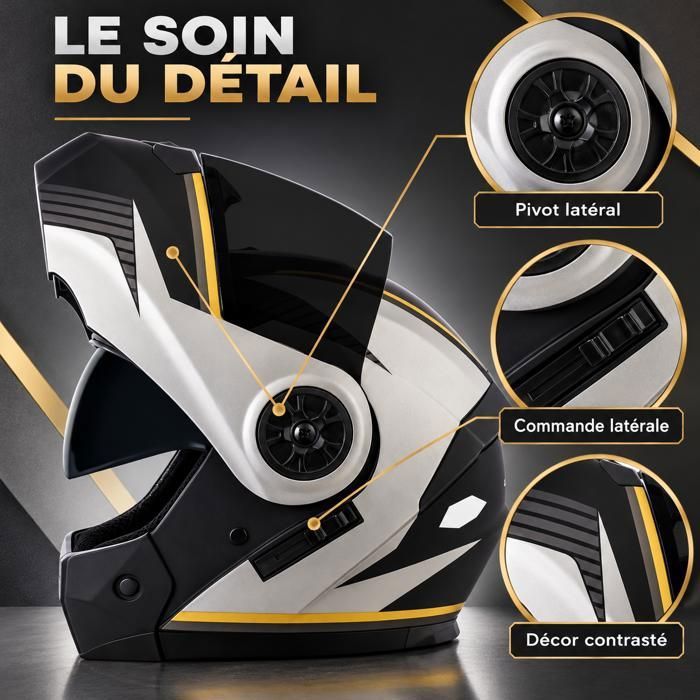 LE SOIN
DU DÉTAIL
Pivot latéral
Commande latérale
Décor contrasté